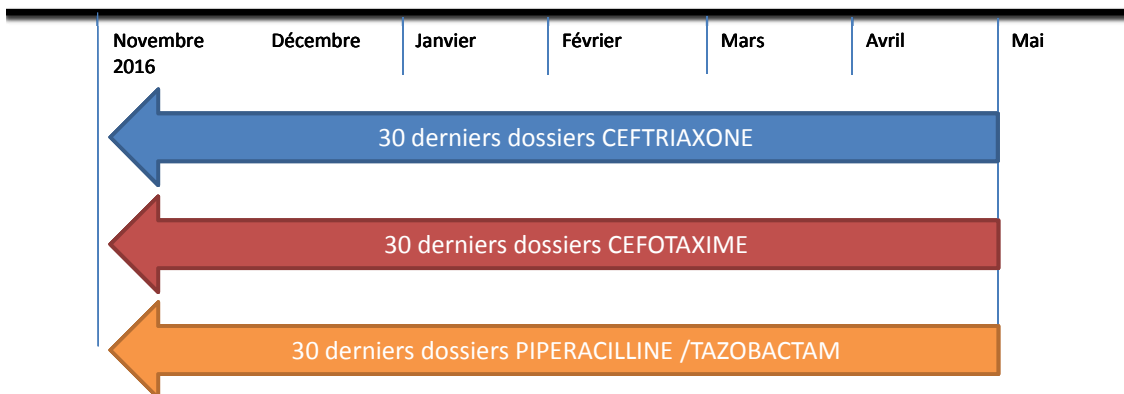 Novembre Décembre Janvier Février Mars Avril Mai
2016
30 derniers dossiers CEFTRIAXONE
30 derniers dossiers CEFOTAXIME
30 derniers dossiers PIPERACILLINE /TAZOBACTAM